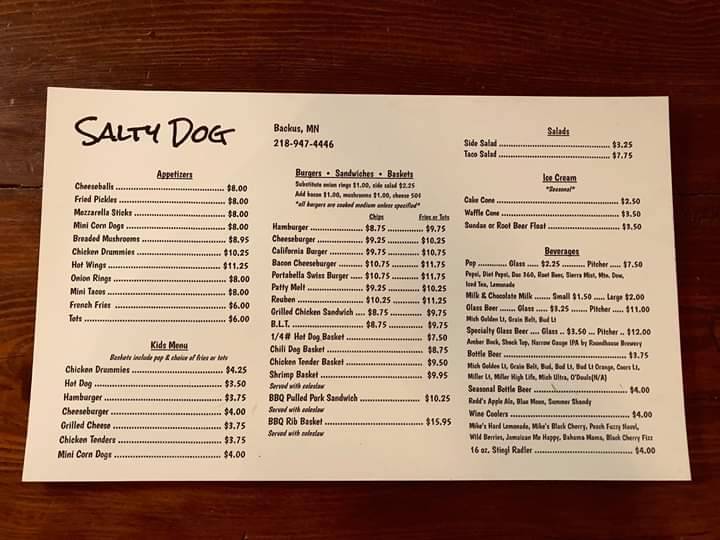 Salty Dog
Backus, MN
218-947-4446
Appetizers
Cheeseballs ........ $8.00
Fried Pickles ........ $8.00
Mozzarella Sticks ........ $8.00
Mini Corn Dogs ........ $8.00
Breaded Mushrooms ........ $8.95
Chicken Drummies ........ $10.25
Hot Wings ........ $11.25
Onion Rings ........ $8.00
Mini Tacos ........ $8.00
French Fries ........ $6.00
Tots ........ $6.00
Kids Menu
Baskets include pop & choice of fries or tots
Chicken Drummies ........ $4.25
Hot Dog ........ $3.50
Hamburger ........ $3.75
Cheeseburger ........ $4.00
Grilled Cheese ........ $3.75
Chicken Tenders ........ $3.75
Mini Corn Dogs ........ $4.00
Burgers • Sandwiches • Baskets
Substitute onion rings $1.00, side salad $2.25
Add bacon $1.00, mushrooms $1.00, cheese 50¢
*all burgers are cooked medium unless specified*
Chips Fries or Tots
Hamburger ........ $8.75 ........ $9.75
Cheeseburger ........ $9.25 ........ $10.25
California Burger ........ $9.75 ........ $10.75
Bacon Cheeseburger ........ $10.75 ........ $11.75
Portabella Swiss Burger ..... $10.75 ........ $11.75
Patty Melt ........ $9.25 ........ $10.25
Reuben ........ $10.25 ........ $11.25
Grilled Chicken Sandwich .... $8.75 ........ $9.75
B.L.T. ........ $8.75 ........ $9.75
1/4# Hot Dog Basket ........ $7.50
Chili Dog Basket ........ $8.75
Chicken Tender Basket ........ $9.50
Shrimp Basket ........ $9.95
Served with coleslaw
BBQ Pulled Pork Sandwich ........ $10.25
Served with coleslaw
BBQ Rib Basket ........ $15.95
Served with coleslaw
Salads
Side Salad ........ $3.25
Taco Salad ........ $7.75
Ice Cream
*Seasonal*
Cake Cone ........ $2.50
Waffle Cone ........ $3.50
Sundae or Root Beer Float ........ $3.50
Beverages
Pop ............ Glass ..... $2.25 ........ Pitcher ..... $7.50
Pepsi, Diet Pepsi, Doc 360, Root Beer, Sierra Mist, Mtn. Dew,
Iced Tea, Lemonade
Milk & Chocolate Milk ....... Small $1.50 ..... Large $2.00
Glass Beer ....... Glass ..... $3.25 ...... Pitcher ..... $11.00
Mich Golden Lt, Grain Belt, Bud Lt
Specialty Glass Beer .... Glass .. $3.50 ... Pitcher .. $12.00
Amber Bock, Shock Top, Narrow Gauge IPA by Roundhouse Brewery
Bottle Beer ........ $3.75
Mich Golden Lt, Grain Belt, Bud, Bud Lt, Bud Lt Orange, Coors Lt,
Miller Lt, Miller High Life, Mich Ultra, O'Douls(N/A)
Seasonal Bottle Beer ........ $4.00
Redd's Apple Ale, Blue Moon, Summer Shandy
Wine Coolers ........ $4.00
Mike's Hard Lemonade, Mike's Black Cherry, Peach Fuzzy Navel,
Wild Berries, Jamaican Me Happy, Bahama Mama, Black Cherry Fizz
16 oz. Stingl Radler ........ $4.00